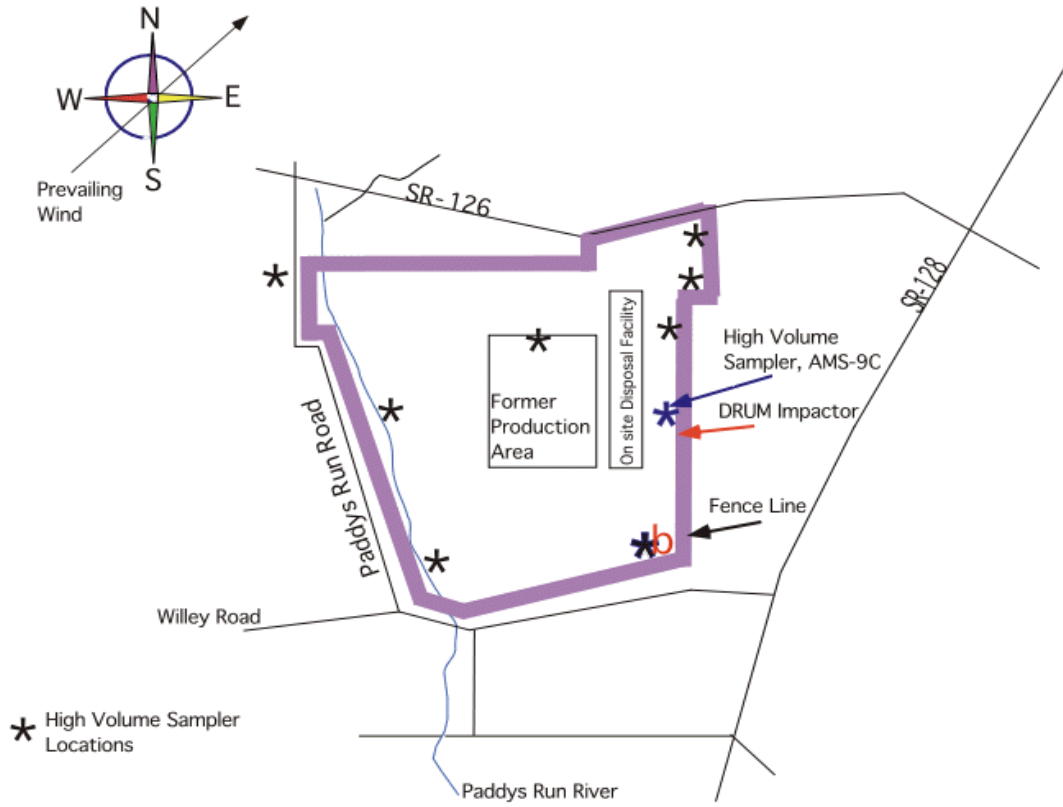 N
W
E
S
Prevailing
Wind
SR-126
SR-128
High Volume
Sampler, AMS-9C
On site Disposal Facility
DRUM Impactor
Former
Production
Area
Paddys Run Road
Fence Line
b
Willey Road
High Volume Sampler
Locations
Paddys Run River